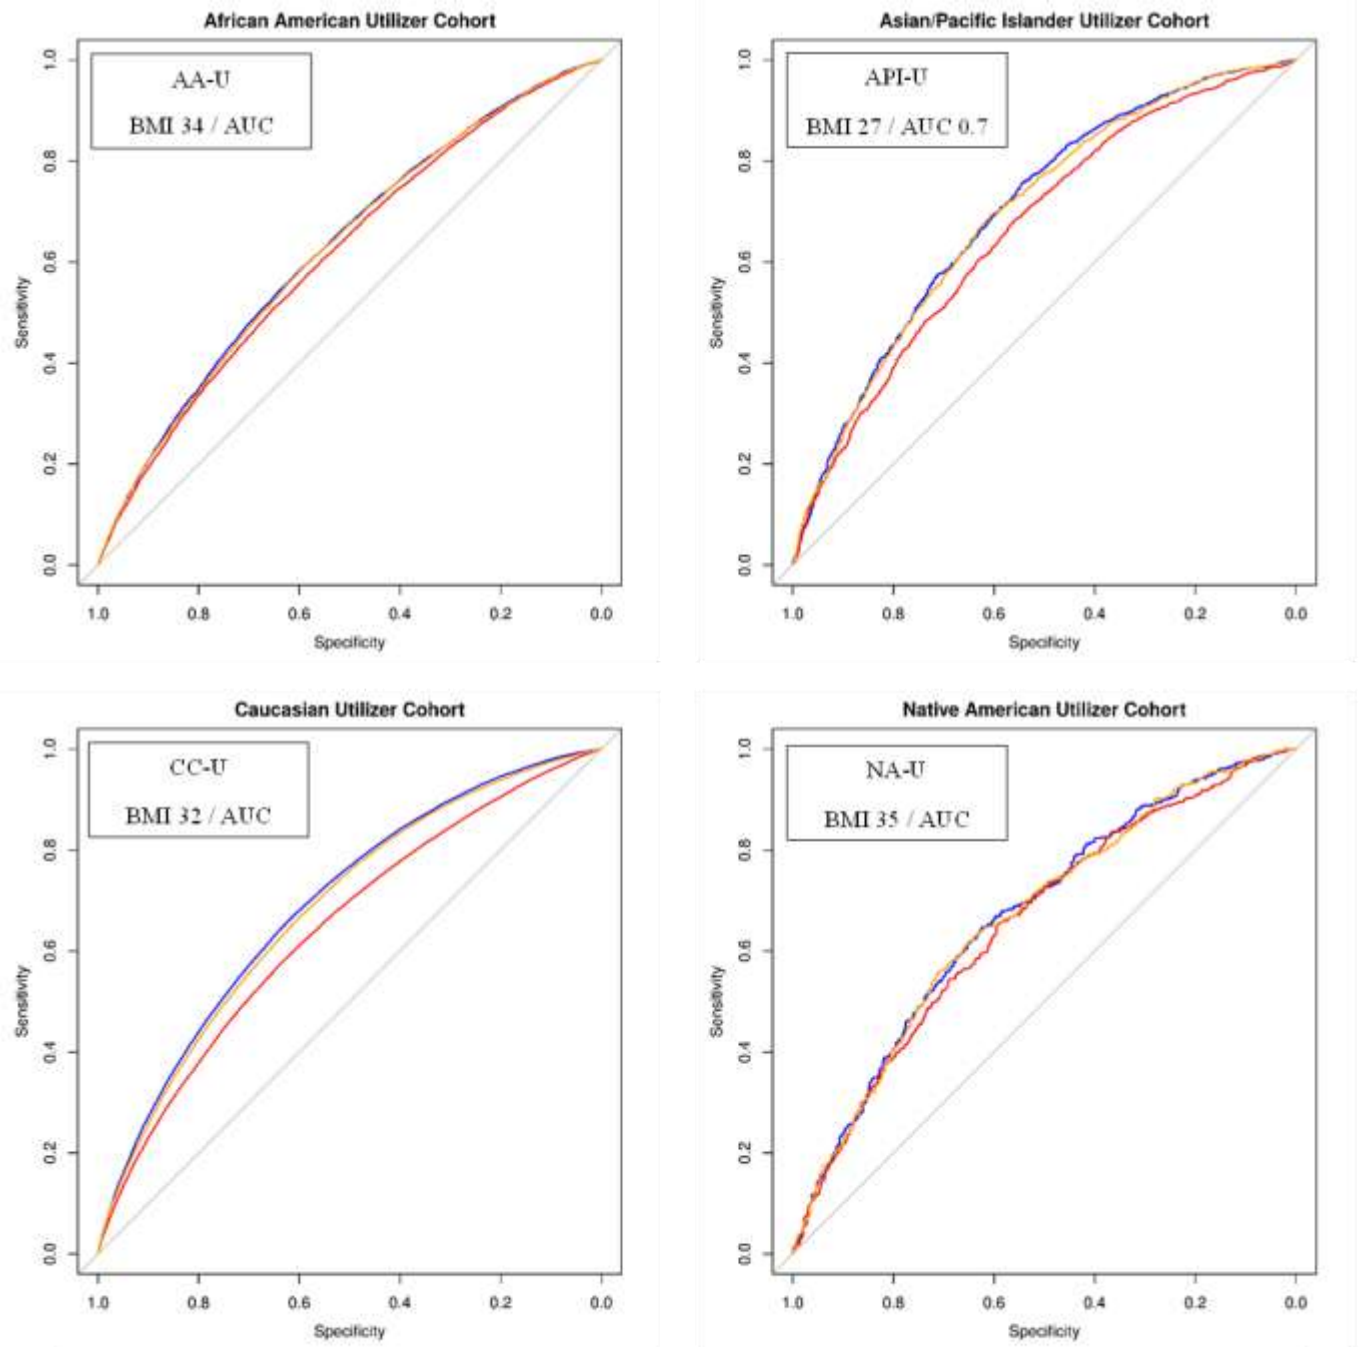 African American Utilizer Cohort
AA-U
BMI 34 / AUC
Sensitivity
0.0 0.2 0.4 0.6 0.8 1.0
1.0 0.8 0.6 0.4 0.2 0.0
Specificity
Asian/Pacific Islander Utilizer Cohort
API-U
BMI 27 / AUC 0.7
Sensitivity
0.0 0.2 0.4 0.6 0.8 1.0
1.0 0.8 0.6 0.4 0.2 0.0
Specificity
Caucasian Utilizer Cohort
CC-U
BMI 32 / AUC
Sensitivity
0.0 0.2 0.4 0.6 0.8 1.0
1.0 0.8 0.6 0.4 0.2 0.0
Specificity
Native American Utilizer Cohort
NA-U
BMI 35 / AUC
Sensitivity
0.0 0.2 0.4 0.6 0.8 1.0
1.0 0.8 0.6 0.4 0.2 0.0
Specificity